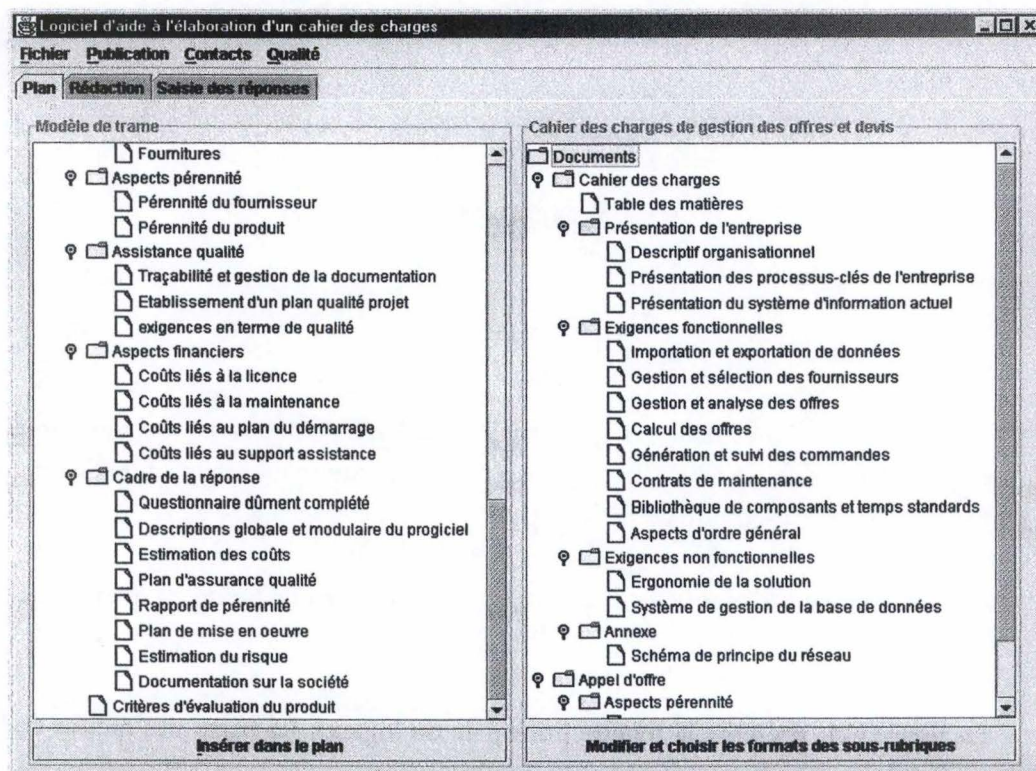 Logiciel d'aide à l'élaboration d'un cahier des charges
Fichier Publication Contacts Qualité
Plan Rédaction Saisie des réponses
Modèle de trame
Fournitures
Aspects pérennité
Pérennité du fournisseur
Pérennité du produit
Assistance qualité
Traçabilité et gestion de la documentation
Etablissement d'un plan qualité projet
exigences en terme de qualité
Aspects financiers
Coûts liés à la licence
Coûts liés à la maintenance
Coûts liés au plan du démarrage
Coûts liés au support assistance
Cadre de la réponse
Questionnaire dûment complété
Descriptions globale et modulaire du progiciel
Estimation des coûts
Plan d'assurance qualité
Rapport de pérennité
Plan de mise en oeuvre
Estimation du risque
Documentation sur la société
Critères d'évaluation du produit
Insérer dans le plan
Cahier des charges de gestion des offres et devis
Documents
Cahier des charges
Table des matières
Présentation de l'entreprise
Descriptif organisationnel
Présentation des processus-clés de l'entreprise
Présentation du système d'information actuel
Exigences fonctionnelles
Importation et exportation de données
Gestion et sélection des fournisseurs
Gestion et analyse des offres
Calcul des offres
Génération et suivi des commandes
Contrats de maintenance
Bibliothèque de composants et temps standards
Aspects d'ordre général
Exigences non fonctionnelles
Ergonomie de la solution
Système de gestion de la base de données
Annexe
Schéma de principe du réseau
Appel d'offre
Aspects pérennité
Modifier et choisir les formats des sous-rubriques